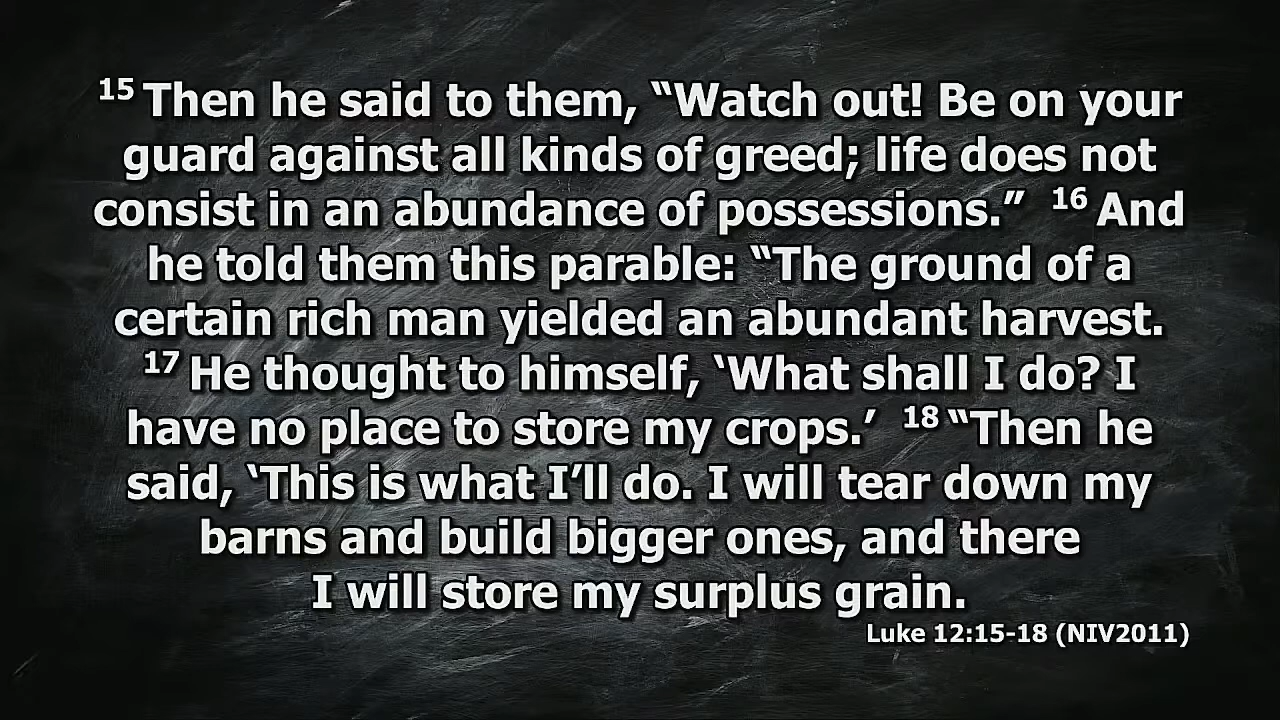 15 Then he said to them, “Watch out! Be on your
guard against all kinds of greed; life does not
consist in an abundance of possessions.” 16 And
he told them this parable: “The ground of a
certain rich man yielded an abundant harvest.
17 He thought to himself, ‘What shall I do? I
have no place to store my crops.’ 18 “Then he
said, ‘This is what I’ll do. I will tear down my
barns and build bigger ones, and there
I will store my surplus grain.
Luke 12:15-18 (NIV2011)